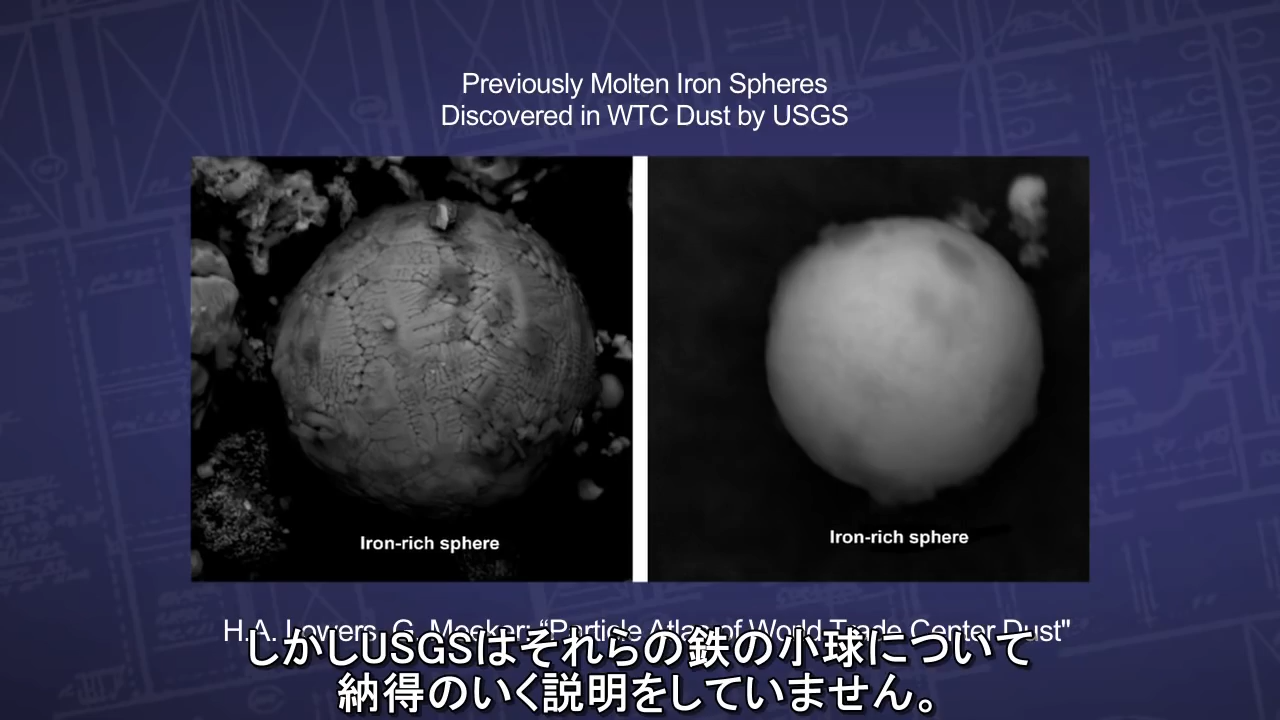 Previously Molten Iron Spheres
Discovered in WTC Dust by USGS
Iron-rich sphere
Iron-rich sphere
H.A. Lowers, G. Meeker: “Particle Atlas of World Trade Center Dust"
しかしUSGSはそれらの鉄の小球について
納得のいく説明をしていません。